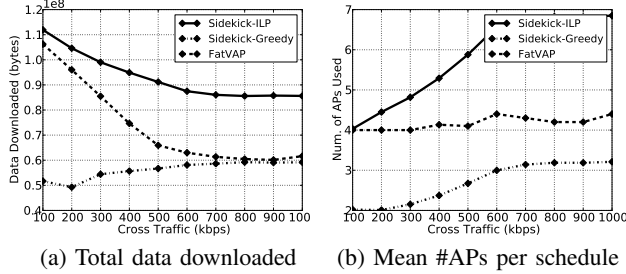 1e8
1.2
1.1
1.0
0.9
0.8
0.7
0.6
0.5
0.4
Data Downloaded (bytes)
Sidekick-ILP
Sidekick-Greedy
FatVAP
100 200 300 400 500 600 700 800 900 100
Cross Traffic (kbps)
(a) Total data downloaded
7
6
5
4
3
2
Num. of APs Used
Sidekick-ILP
Sidekick-Greedy
FatVAP
100 200 300 400 500 600 700 800 900 1000
Cross Traffic (kbps)
(b) Mean #APs per schedule